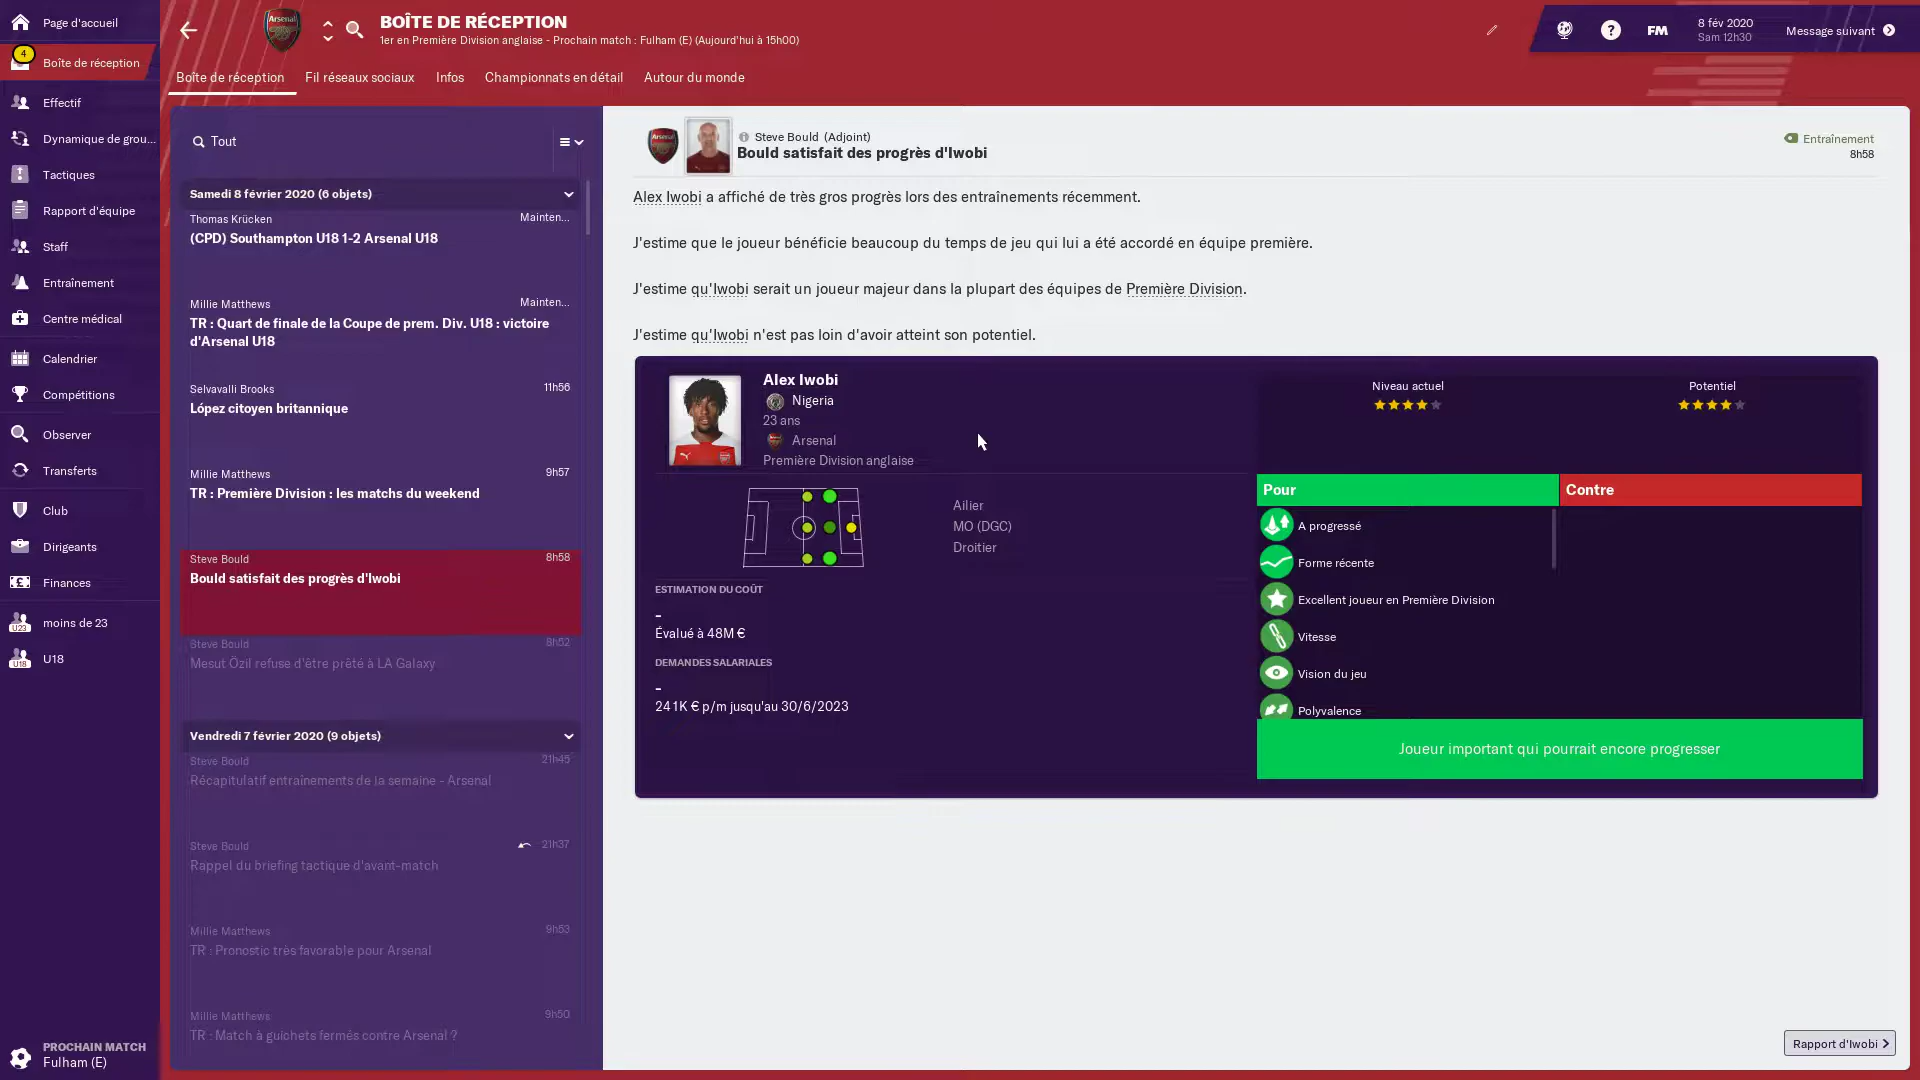 Page d'accueil
4
Boîte de réception
Effectif
Dynamique de grou...
Tactiques
Rapport d'équipe
Staff
Entraînement
Centre médical
Calendrier
Compétitions
Observer
Transferts
Club
Dirigeants
Finances
U23
moins de 23
U18
U18
PROCHAIN MATCH
Fulham (E)
Arsenal
BOÎTE DE RÉCEPTION
1er en Première Division anglaise - Prochain match : Fulham (E) (Aujourd'hui à 15h00)
?
FM
8 fév 2020
Sam 12h30
Message suivant
Boîte de réception
Fil réseaux sociaux
Infos
Championnats en détail
Autour du monde
Tout
Samedi 8 février 2020 (6 objets)
Thomas Krücken
Mainten...
(CPD) Southampton U18 1-2 Arsenal U18
Millie Matthews
Mainten...
TR : Quart de finale de la Coupe de prem. Div. U18 : victoire
d'Arsenal U18
Selvavalli Brooks
11h56
López citoyen britannique
Millie Matthews
9h57
TR : Première Division : les matchs du weekend
Steve Bould
8h58
Bould satisfait des progrès d'Iwobi
Steve Bould
8h52
Mesut Özil refuse d'être prêté à LA Galaxy
Vendredi 7 février 2020 (9 objets)
Steve Bould
21h45
Récapitulatif entraînements de la semaine - Arsenal
Steve Bould
21h37
Rappel du briefing tactique d'avant-match
Millie Matthews
9h53
TR : Pronostic très favorable pour Arsenal
Millie Matthews
9h50
TR : Match à guichets fermés contre Arsenal ?
Arsenal
Steve Bould (Adjoint)
Bould satisfait des progrès d'Iwobi
Entraînement
8h58
Alex Iwobi a affiché de très gros progrès lors des entraînements récemment.
J'estime que le joueur bénéficie beaucoup du temps de jeu qui lui a été accordé en équipe première.
J'estime qu'Iwobi serait un joueur majeur dans la plupart des équipes de Première Division.
J'estime qu'Iwobi n'est pas loin d'avoir atteint son potentiel.
Alex Iwobi
Nigeria
23 ans
Arsenal
Première Division anglaise
Niveau actuel
Potentiel
Ailier
MO (DGC)
Droitier
ESTIMATION DU COÛT
-
Évalué à 48M €
DEMANDES SALARIALES
-
241K € p/m jusqu'au 30/6/2023
Pour
Contre
A progressé
Forme récente
Excellent joueur en Première Division
Vitesse
Vision du jeu
Polyvalence
Joueur important qui pourrait encore progresser
Rapport d'Iwobi